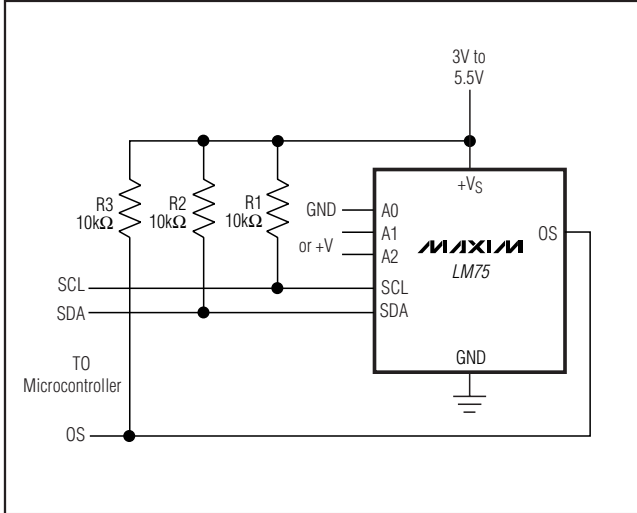 3V to
5.5V
+VS
R3
10kΩ
R2
10kΩ
R1
10kΩ
GND
or +V
A0
A1
A2
SCL
SDA
MAXIM
LM75
OS
SCL
SDA
GND
TO
Microcontroller
OS